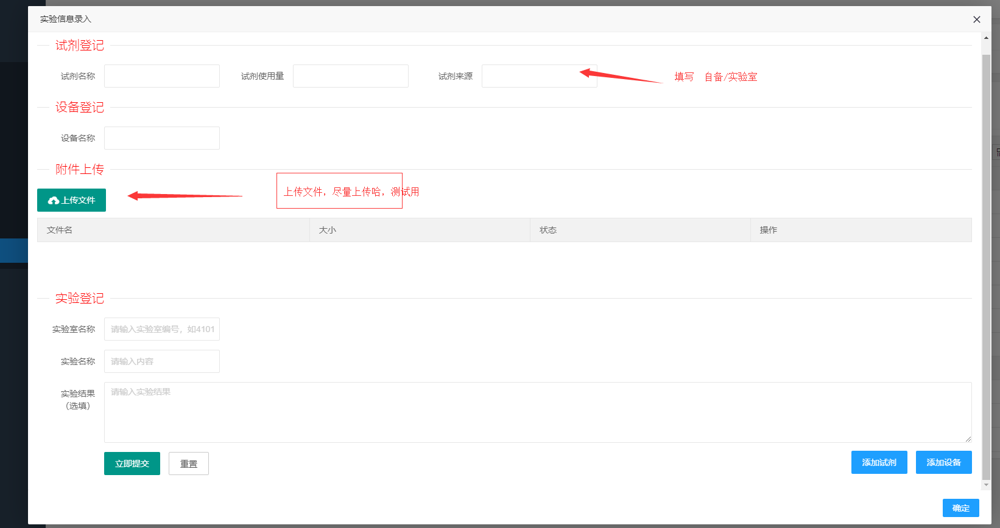 实验信息录入
试剂登记
试剂名称 试剂使用量 试剂来源 填写 自备/实验室
设备登记
设备名称
附件上传
上传文件 上传文件，尽量上传哈，测试用
文件名 大小 状态 操作
实验登记
实验室名称 请输入实验室编号，如4101
实验名称 请输入内容
实验结果 请输入实验结果
（选填）
立即提交 重置 添加试剂 添加设备
确定